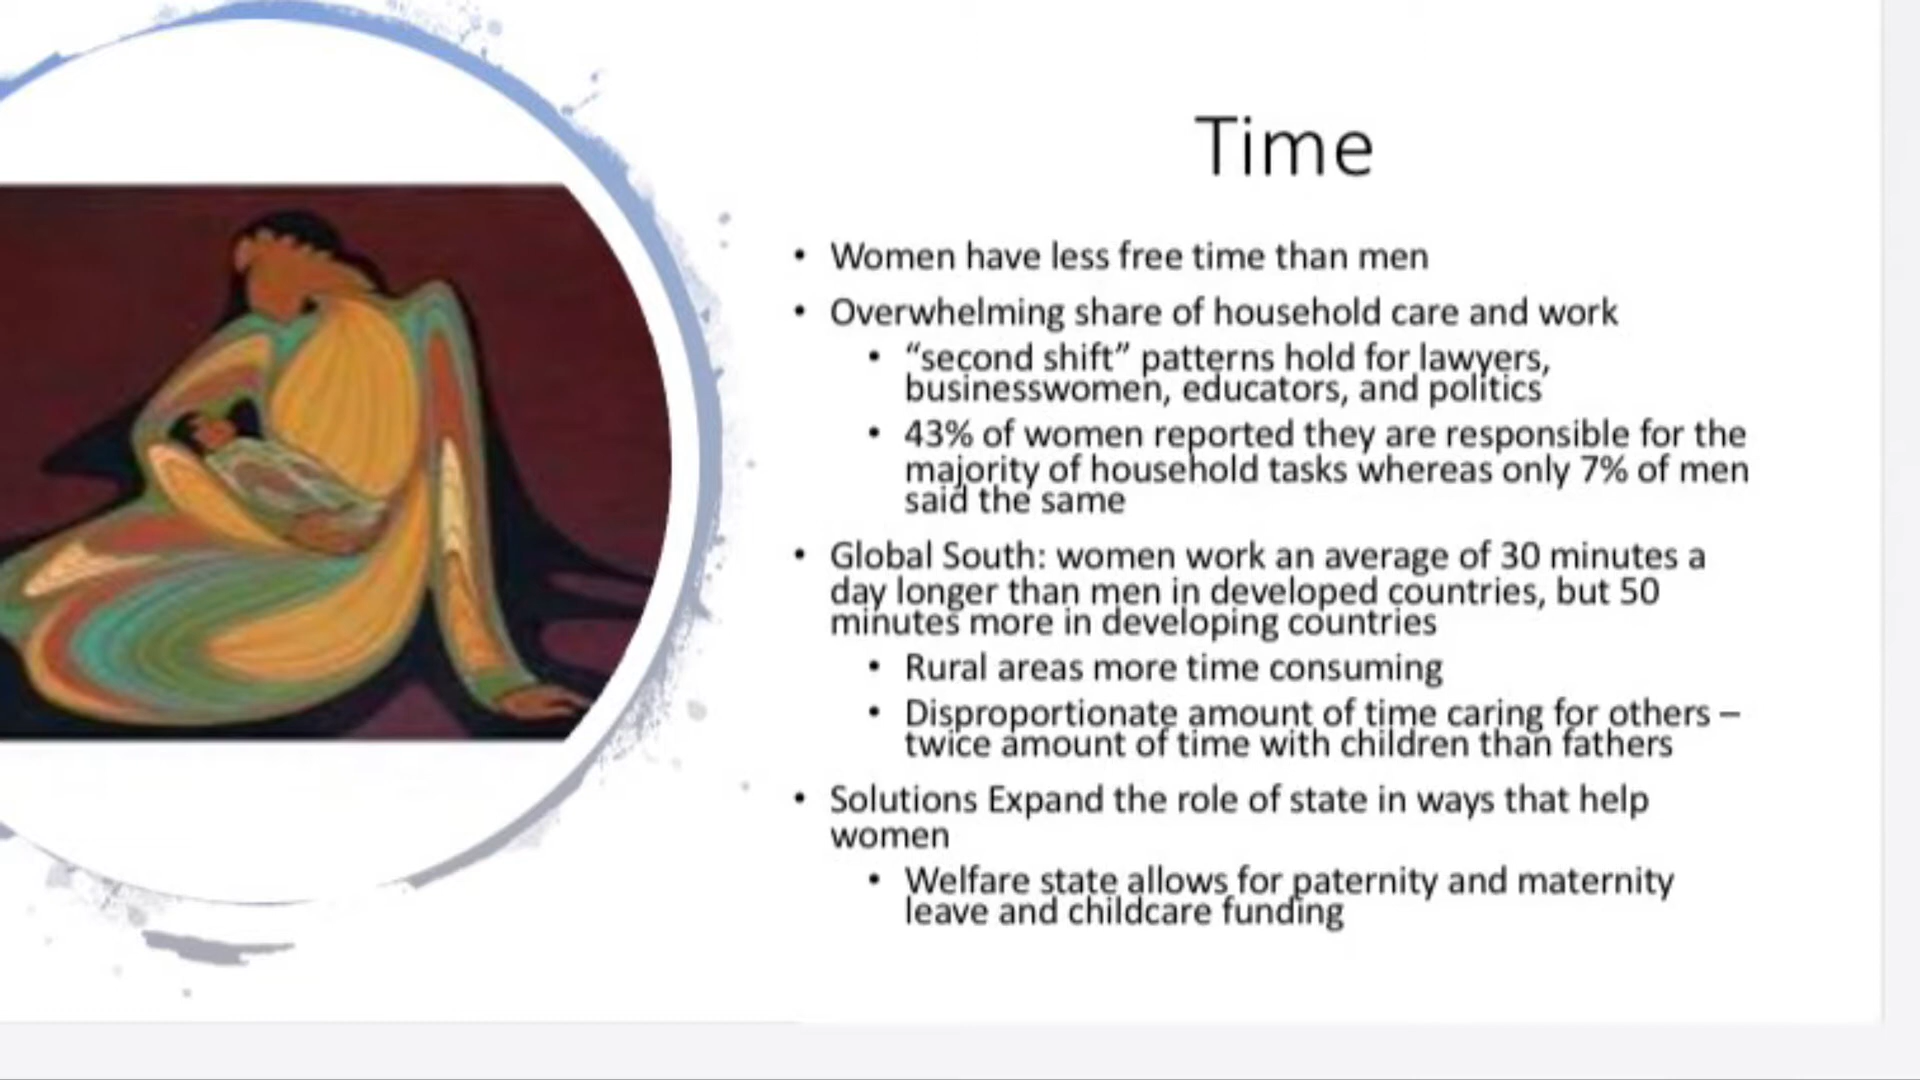 Time
• Women have less free time than men
• Overwhelming share of household care and work
• “second shift” patterns hold for lawyers,
businesswomen, educators, and politics
• 43% of women reported they are responsible for the
majority of household tasks whereas only 7% of men
said the same
• Global South: women work an average of 30 minutes a
day longer than men in developed countries, but 50
minutes more in developing countries
• Rural areas more time consuming
• Disproportionate amount of time caring for others –
twice amount of time with children than fathers
• Solutions Expand the role of state in ways that help
women
• Welfare state allows for paternity and maternity
leave and childcare funding